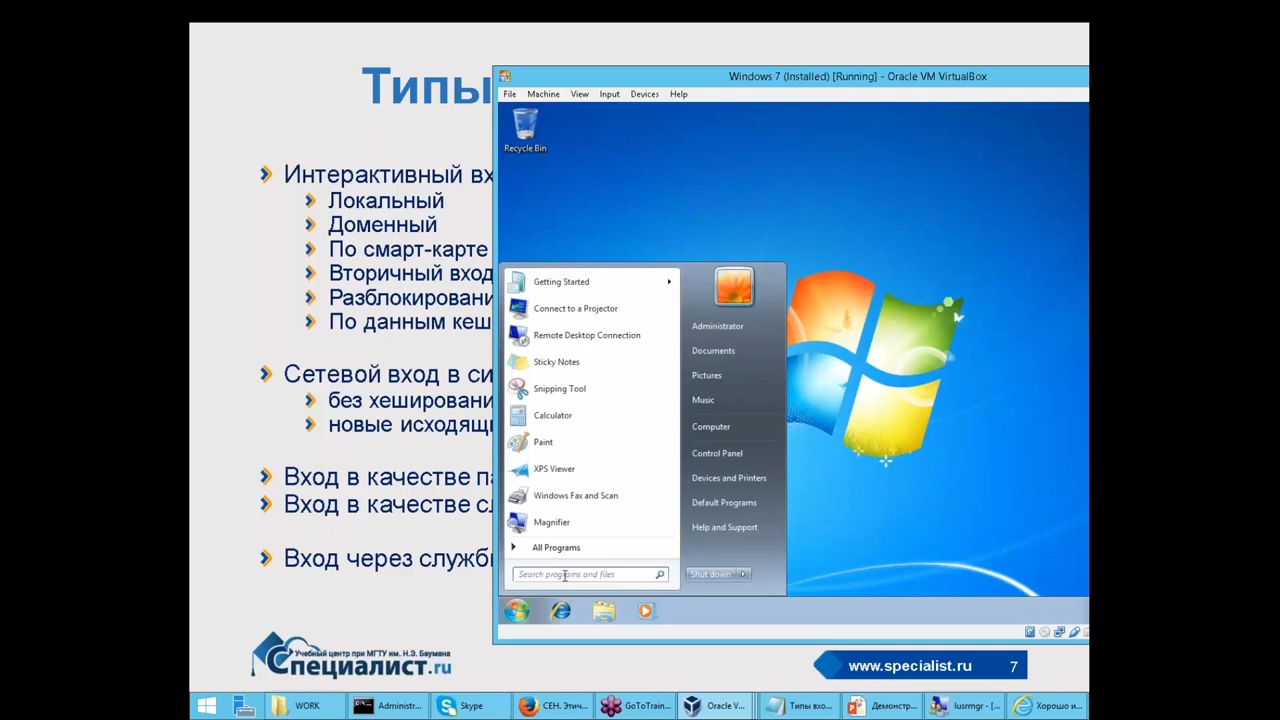 Типы
Интерактивный вх
Локальный
Доменный
По смарт-карте
Вторичный вход
Разблокировани
По данным кеш
Сетевой вход в си
без хешировани
новые исходящ
Вход в качестве п
Вход в качестве с
Вход через служб
Учебный центр при МГТУ им. Н.Э. Баумана
Специалист.ru
www.specialist.ru
7
Windows 7 (Installed) [Running] - Oracle VM VirtualBox
File Machine View Input Devices Help
Recycle Bin
Getting Started
Connect to a Projector
Remote Desktop Connection
Sticky Notes
Snipping Tool
Calculator
Paint
XPS Viewer
Windows Fax and Scan
Magnifier
All Programs
Search programs and files
Administrator
Documents
Pictures
Music
Computer
Control Panel
Devices and Printers
Default Programs
Help and Support
Shut down
WORK
Administr...
Skype
CEH. Этич...
GoToTrain...
Oracle V...
Типы вхо...
Демонстр...
lusrmgr - [...
Хорошо и...